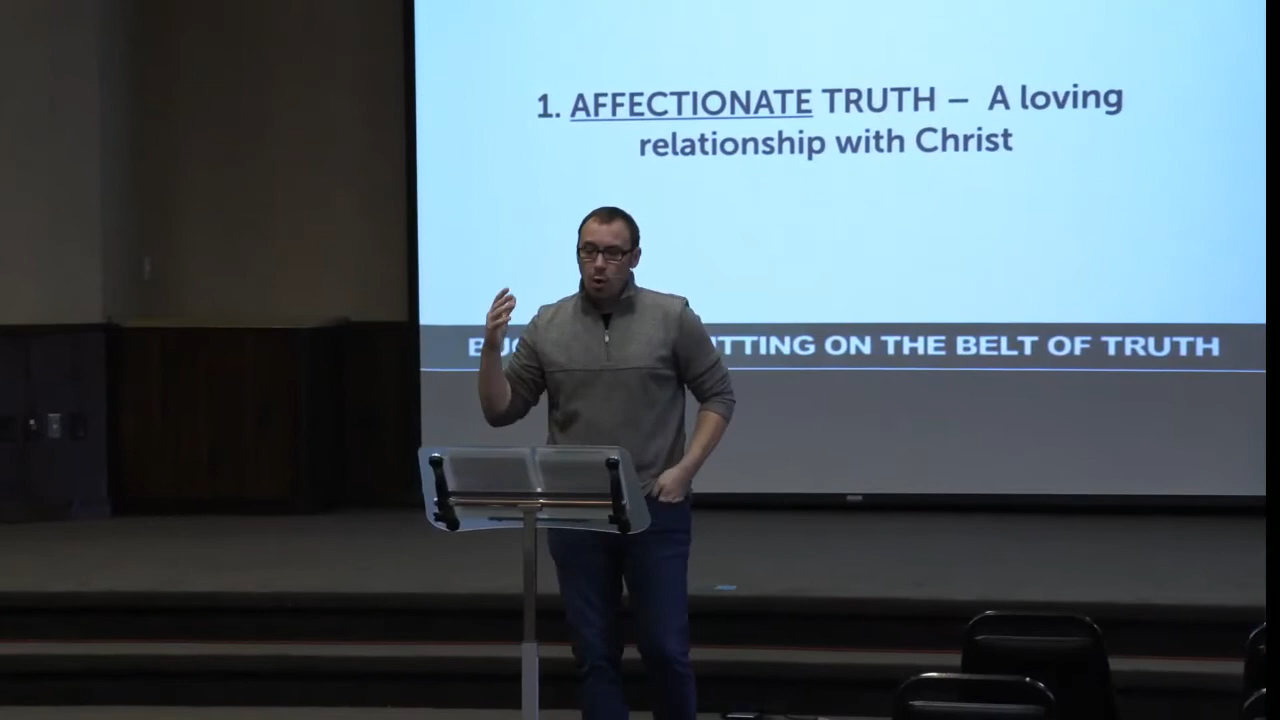 1. AFFECTIONATE TRUTH – A loving
relationship with Christ
ON THE BELT OF TRUTH